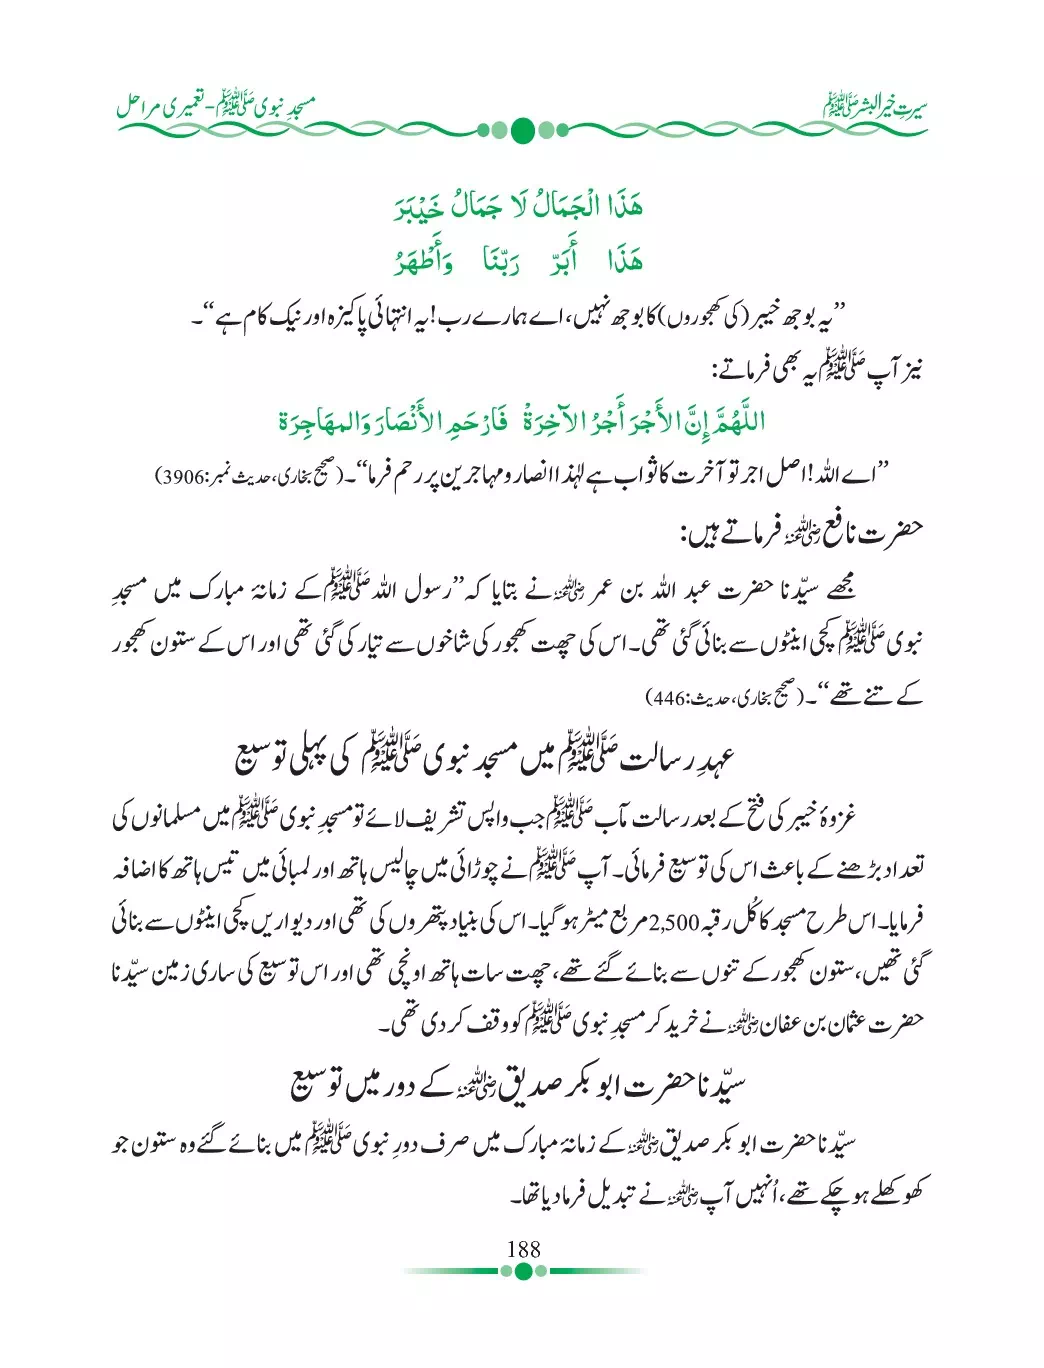 سیرتِ خیر البشر ﷺ
مسجدِ نبوی ﷺ - تعمیری مراحل
هَذَا الْجَمَالُ لَا جَمَالُ خَيْبَرَ
هَذَا أَبَرّ رَبّنَا وَأَطْهَرُ
’’یہ بوجھ خیبر (کی کھجوروں) کا بوجھ نہیں، اے ہمارے رب! یہ انتہائی پاکیزہ اور نیک کام ہے‘‘۔
نیز آپ ﷺ یہ بھی فرماتے:
اللَّهُمَّ إِنَّ الأَجْرَ أَجْرُ الآخِرَةْ فَارْحَمِ الأَنْصَارَ وَالمهَاجِرَة
’’اے اللہ! اصل اجر تو آخرت کا ثواب ہے لہٰذا انصار و مہاجرین پر رحم فرما‘‘۔ (صحیح بخاری، حدیث نمبر: 3906)
حضرت نافع رضی اللہ عنہ فرماتے ہیں:
مجھے سیّدنا حضرت عبد اللہ بن عمر رضی اللہ عنہ نے بتایا کہ ’’رسول اللہ ﷺ کے زمانۂ مبارک میں مسجدِ
نبوی ﷺ کچی اینٹوں سے بنائی گئی تھی۔ اس کی چھت کھجور کی شاخوں سے تیار کی گئی تھی اور اس کے ستون کھجور
کے تنے تھے‘‘۔ (صحیح بخاری، حدیث: 446)
عہدِ رسالت ﷺ میں مسجد نبوی ﷺ کی پہلی توسیع
غزوۂ خیبر کی فتح کے بعد رسالت مآب ﷺ جب واپس تشریف لائے تو مسجدِ نبوی ﷺ میں مسلمانوں کی
تعداد بڑھنے کے باعث اس کی توسیع فرمائی۔ آپ ﷺ نے چوڑائی میں چالیس ہاتھ اور لمبائی میں تیس ہاتھ کا اضافہ
فرمایا۔ اس طرح مسجد کا کُل رقبہ 2,500 مربع میٹر ہو گیا۔ اس کی بنیاد پتھروں کی تھی اور دیواریں کچی اینٹوں سے بنائی
گئی تھیں، ستون کھجور کے تنوں سے بنائے گئے تھے، چھت سات ہاتھ اونچی تھی اور اس توسیع کی ساری زمین سیّدنا
حضرت عثمان بن عفان رضی اللہ عنہ نے خرید کر مسجدِ نبوی ﷺ کو وقف کر دی تھی۔
سیّدنا حضرت ابو بکر صدیق رضی اللہ عنہ کے دور میں توسیع
سیّدنا حضرت ابو بکر صدیق رضی اللہ عنہ کے زمانۂ مبارک میں صرف دورِ نبوی ﷺ میں بنائے گئے وہ ستون جو
کھوکھلے ہو چکے تھے، اُنہیں آپ رضی اللہ عنہ نے تبدیل فرما دیا تھا۔
188